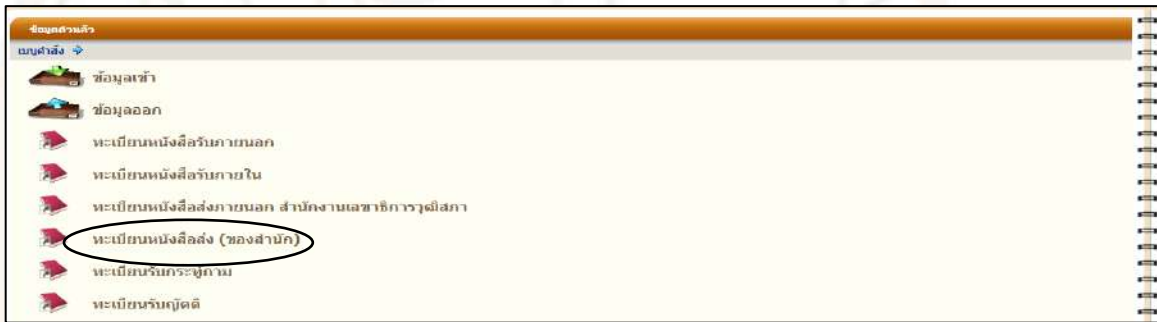 ข้อมูลส่วนตัว
เมนูคำสั่ง
ข้อมูลเข้า
ข้อมูลออก
ทะเบียนหนังสือรับภายนอก
ทะเบียนหนังสือรับภายใน
ทะเบียนหนังสือส่งภายนอก สำนักงานเลขาธิการวุฒิสภา
ทะเบียนหนังสือส่ง (ของสำนัก)
ทะเบียนรับกระทู้ถาม
ทะเบียนรับญัตติ